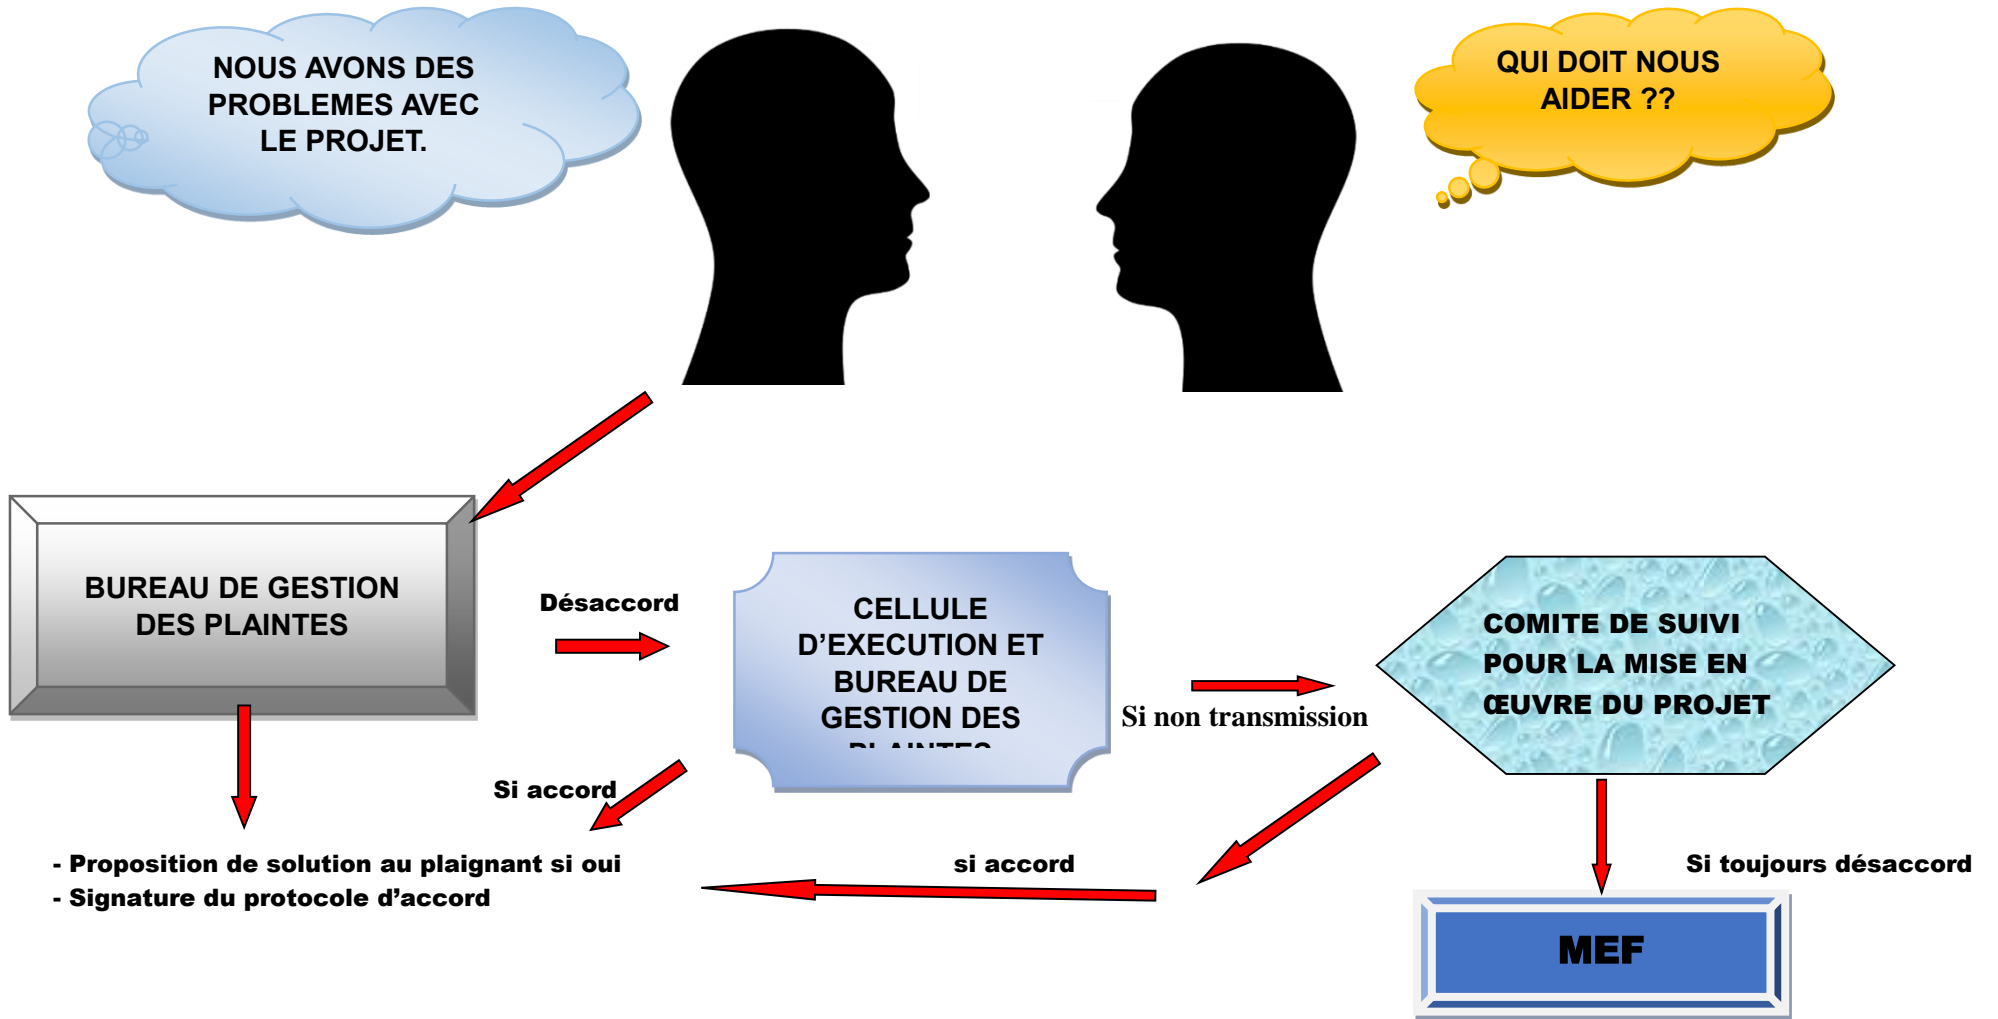 NOUS AVONS DES
PROBLEMES AVEC
LE PROJET.
QUI DOIT NOUS
AIDER ??
BUREAU DE GESTION
DES PLAINTES
Désaccord
CELLULE
D’EXECUTION ET
BUREAU DE
GESTION DES
PLAINTES
Si non transmission
COMITE DE SUIVI
POUR LA MISE EN
ŒUVRE DU PROJET
Si accord
- Proposition de solution au plaignant si oui
- Signature du protocole d’accord
si accord
Si toujours désaccord
MEF